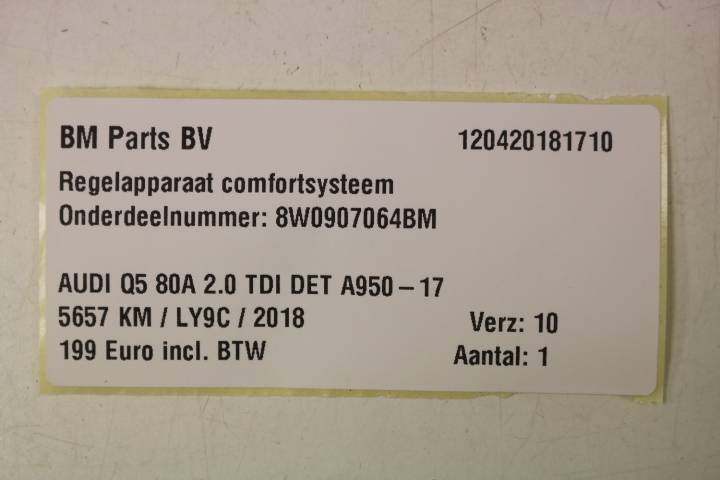 BM Parts BV 120420181710
Regelapparaat comfortsysteem
Onderdeelnummer: 8W0907064BM
AUDI Q5 80A 2.0 TDI DET A950-17
5657 KM / LY9C / 2018 Verz: 10
199 Euro incl. BTW Aantal: 1